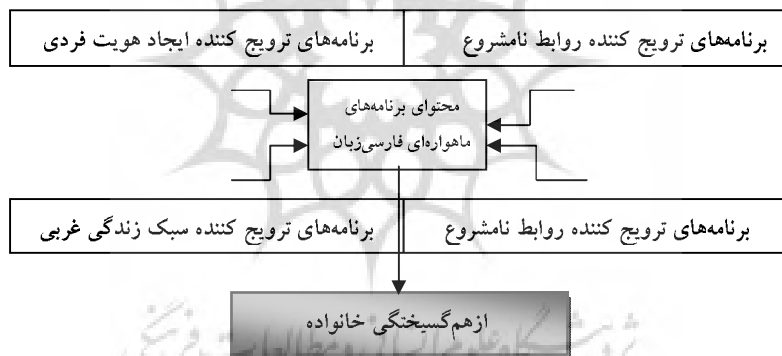 برنامه‌های ترویج کننده روابط نامشروع
برنامه‌های ترویج کننده ایجاد هویت فردی
محتوای برنامه‌های
ماهواره‌ای فارسی‌زبان
برنامه‌های ترویج کننده روابط نامشروع
برنامه‌های ترویج کننده سبک زندگی غربی
ازهم‌گسیختگی خانواده